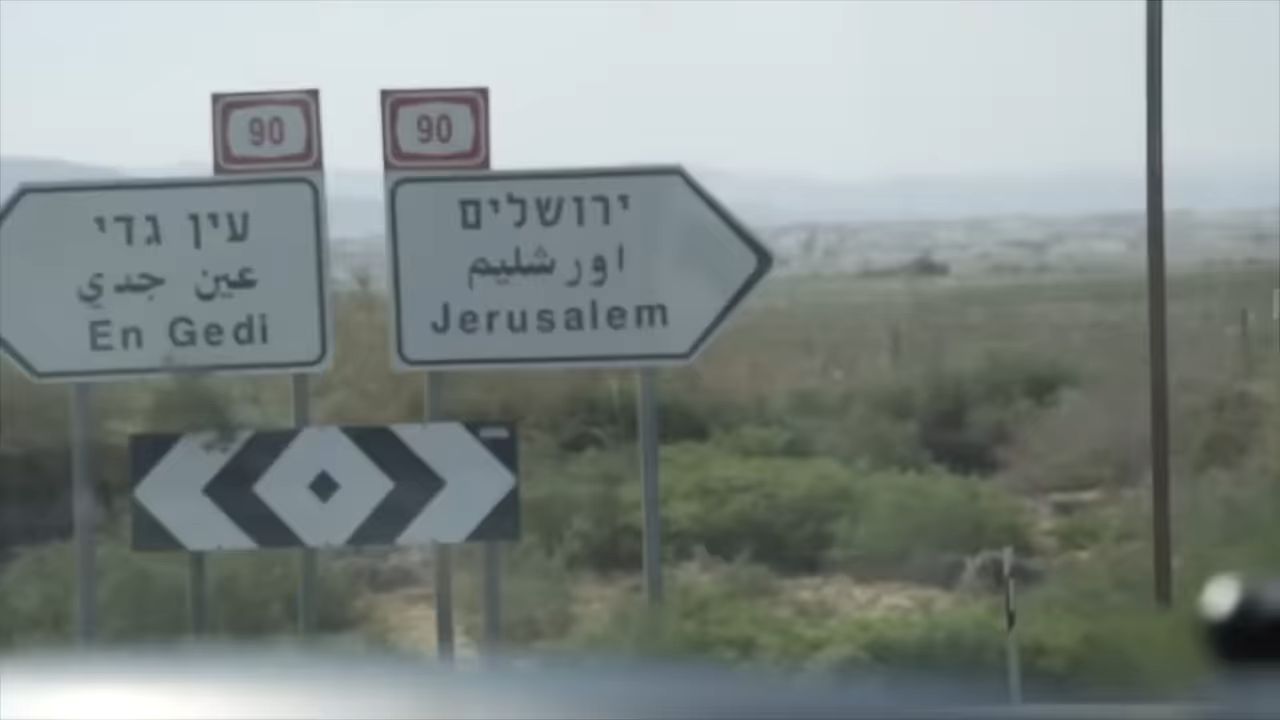 90
עין גדי
عين جدي
En Gedi
90
ירושלים
اورشليم
Jerusalem